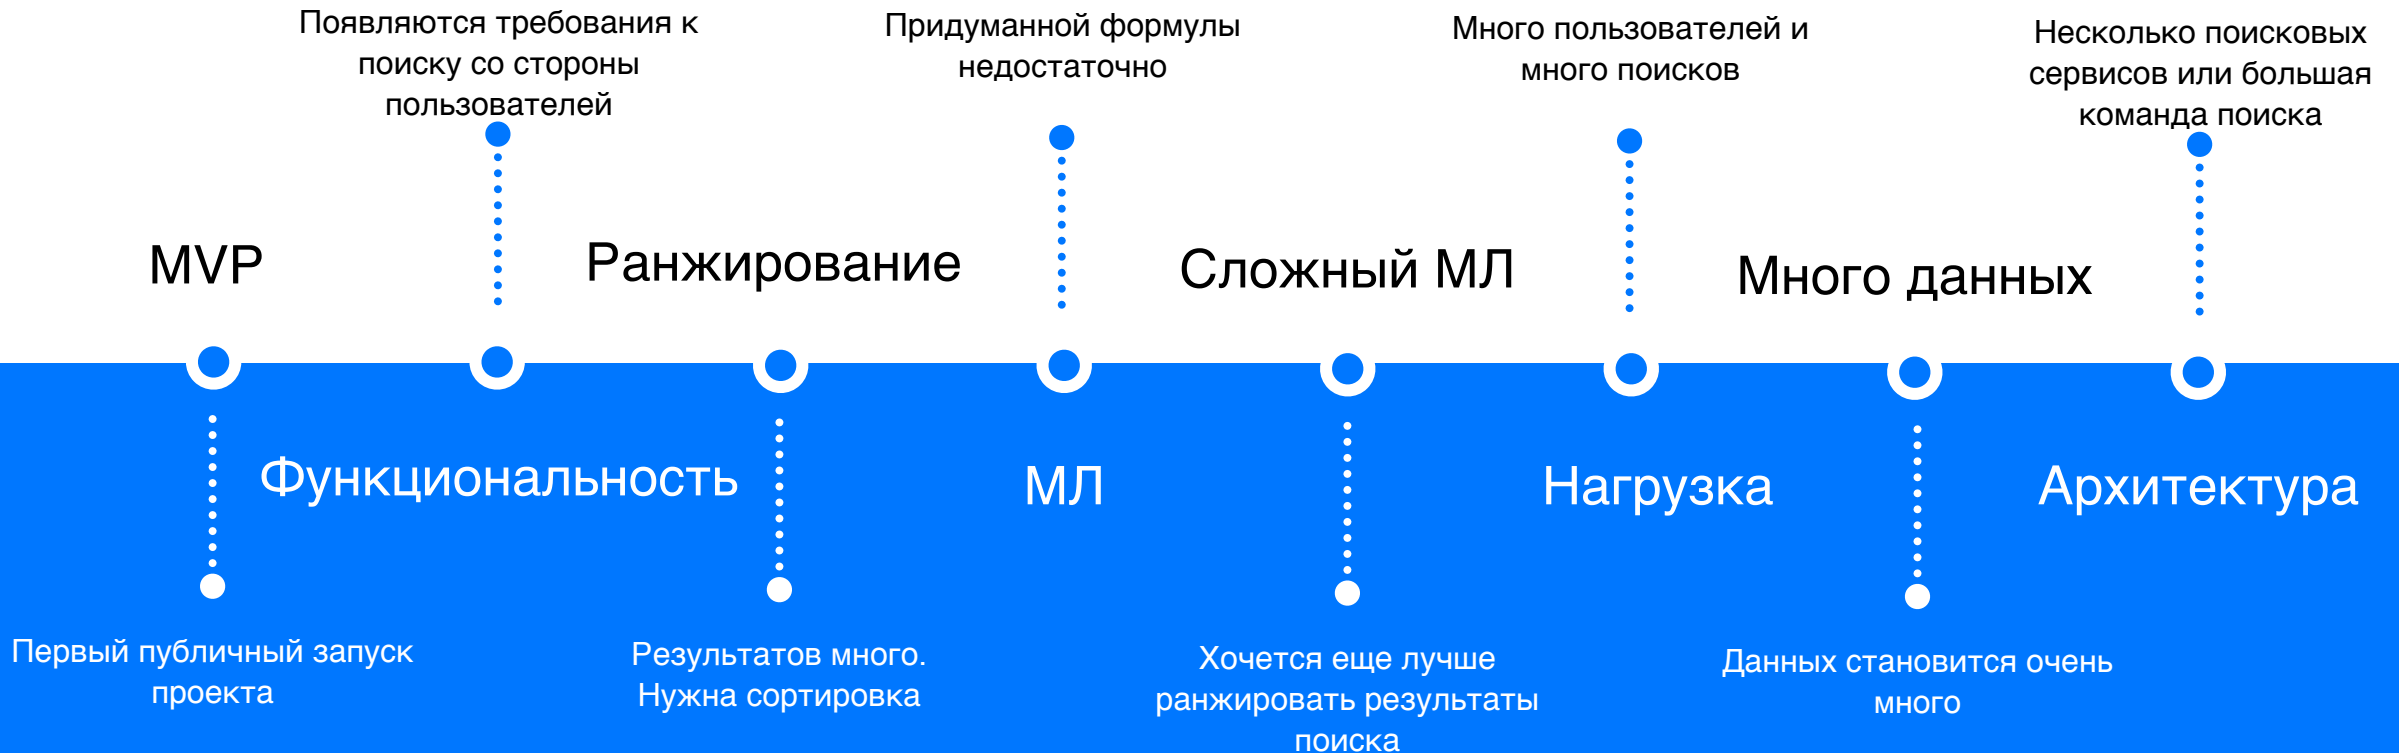 Появляются требования к
поиску со стороны
пользователей
Придуманной формулы
недостаточно
Много пользователей и
много поисков
Несколько поисковых
сервисов или большая
команда поиска
MVP
Ранжирование
Сложный МЛ
Много данных
Функциональность
МЛ
Нагрузка
Архитектура
Первый публичный запуск
проекта
Результатов много.
Нужна сортировка
Хочется еще лучше
ранжировать результаты
поиска
Данных становится очень
много